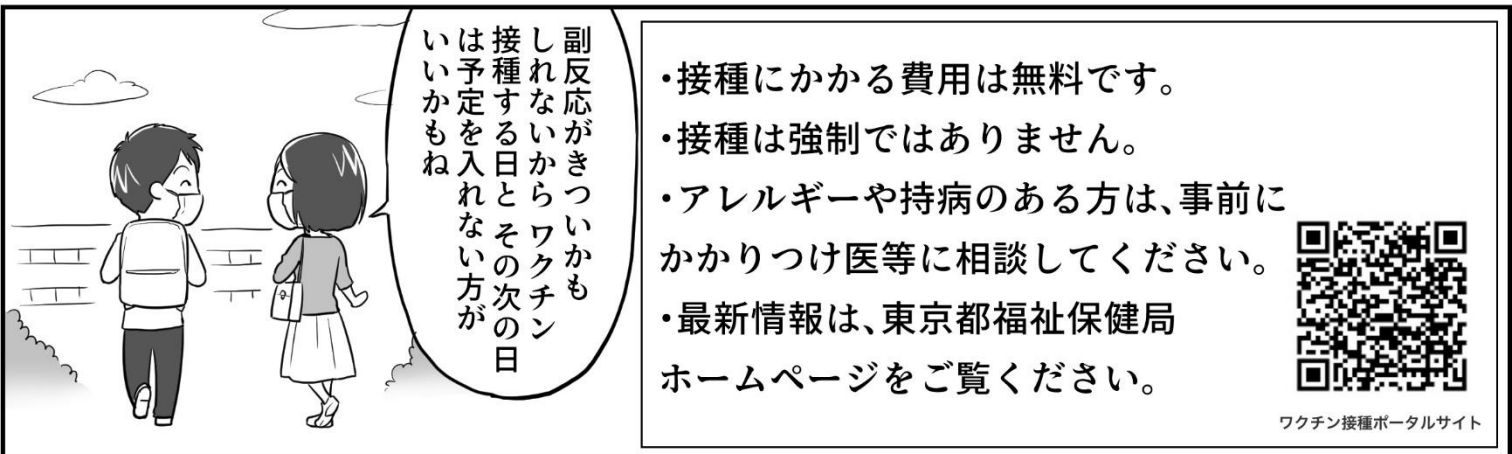 副反応がきついかも
しれないから ワクチン
接種する日と その次の日
は予定を入れない方が
いいかもね
・接種にかかる費用は無料です。
・接種は強制ではありません。
・アレルギーや持病のある方は、事前に
かかりつけ医等に相談してください。
・最新情報は、東京都福祉保健局
ホームページをご覧ください。
ワクチン接種ポータルサイト